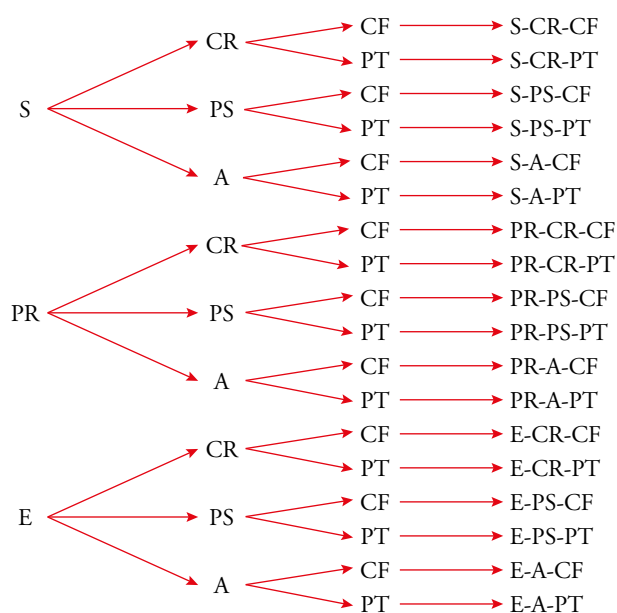 CR CF S-CR-CF
PT S-CR-PT
S PS CF S-PS-CF
PT S-PS-PT
A CF S-A-CF
PT S-A-PT
CR CF PR-CR-CF
PT PR-CR-PT
PR PS CF PR-PS-CF
PT PR-PS-PT
A CF PR-A-CF
PT PR-A-PT
CR CF E-CR-CF
PT E-CR-PT
E PS CF E-PS-CF
PT E-PS-PT
A CF E-A-CF
PT E-A-PT